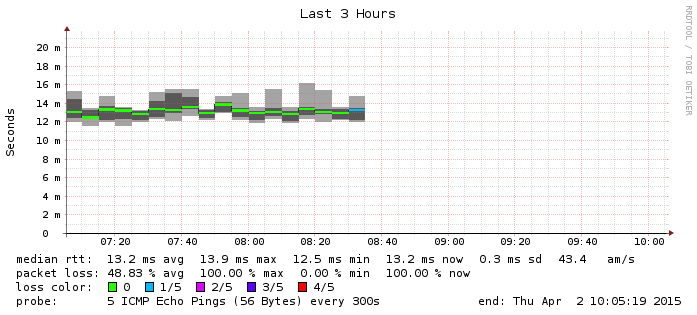 Last 3 Hours
RRDTOOL / TOBI OETIKER
Seconds
20 m
18 m
16 m
14 m
12 m
10 m
8 m
6 m
4 m
2 m
0
07:20 07:40 08:00 08:20 08:40 09:00 09:20 09:40 10:00
median rtt: 13.2 ms avg 13.9 ms max 12.5 ms min 13.2 ms now 0.3 ms sd 43.4 am/s
packet loss: 48.83 % avg 100.00 % max 0.00 % min 100.00 % now
loss color: 0 1/5 2/5 3/5 4/5
probe: 5 ICMP Echo Pings (56 Bytes) every 300s end: Thu Apr 2 10:05:19 2015